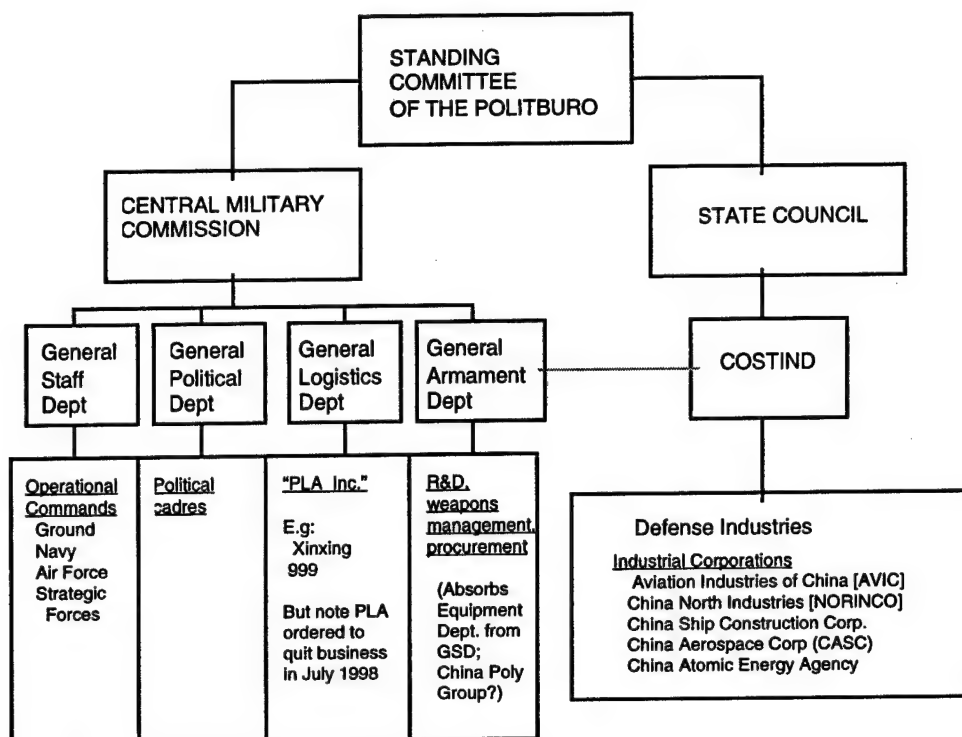 STANDING
COMMITTEE
OF THE POLITBURO
CENTRAL MILITARY
COMMISSION
STATE COUNCIL
General
Staff
Dept
General
Political
Dept
General
Logistics
Dept
General
Armament
Dept
COSTIND
Operational
Commands
Ground
Navy
Air Force
Strategic
Forces
Political
cadres
"PLA Inc."
E.g:
Xinxing
999
But note PLA
ordered to
quit business
in July 1998
R&D,
weapons
management,
procurement
(Absorbs
Equipment
Dept. from
GSD;
China Poly
Group?)
Defense Industries
Industrial Corporations
Aviation Industries of China [AVIC]
China North Industries [NORINCO]
China Ship Construction Corp.
China Aerospace Corp (CASC)
China Atomic Energy Agency